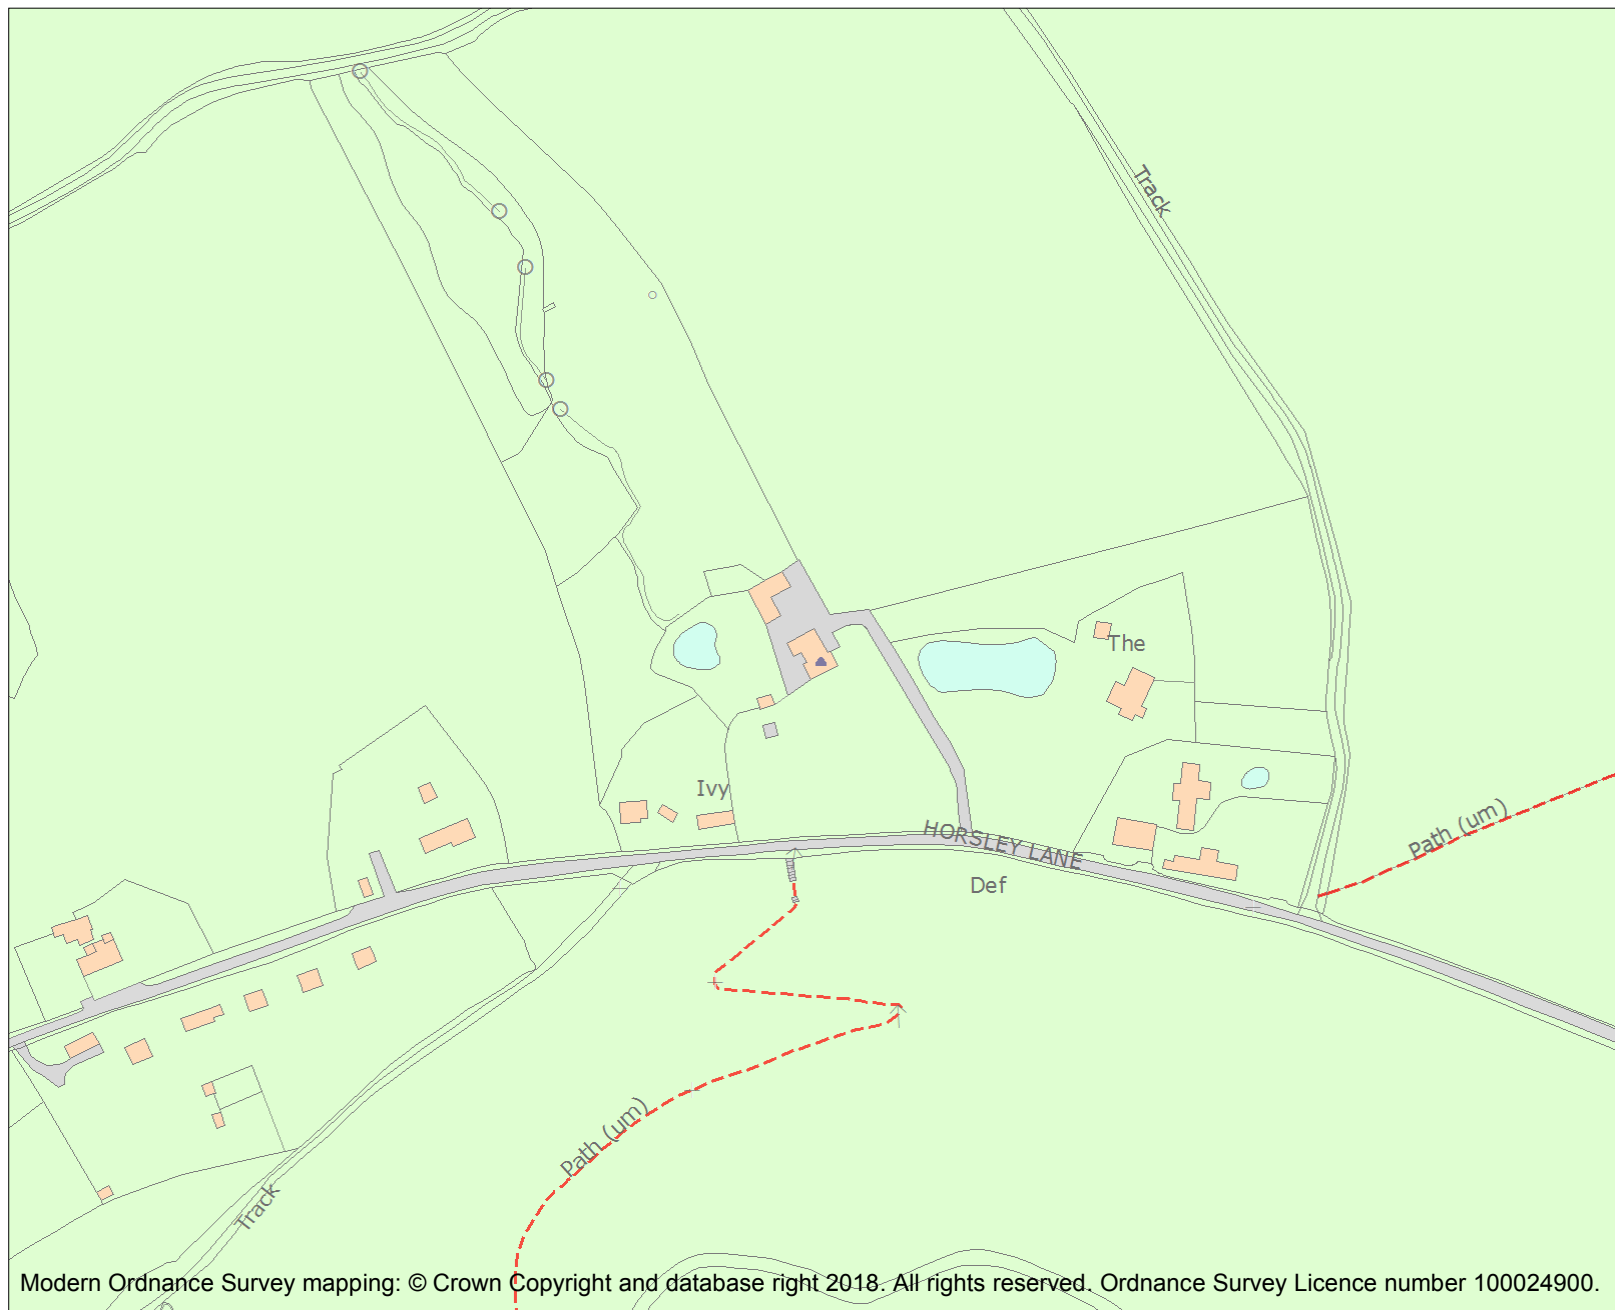 Track
The
Ivy
HORSLEY LANE
Path (um)
Def
Path (um)
Track
Modern Ordnance Survey mapping: © Crown Copyright and database right 2018. All rights reserved. Ordnance Survey Licence number 100024900.